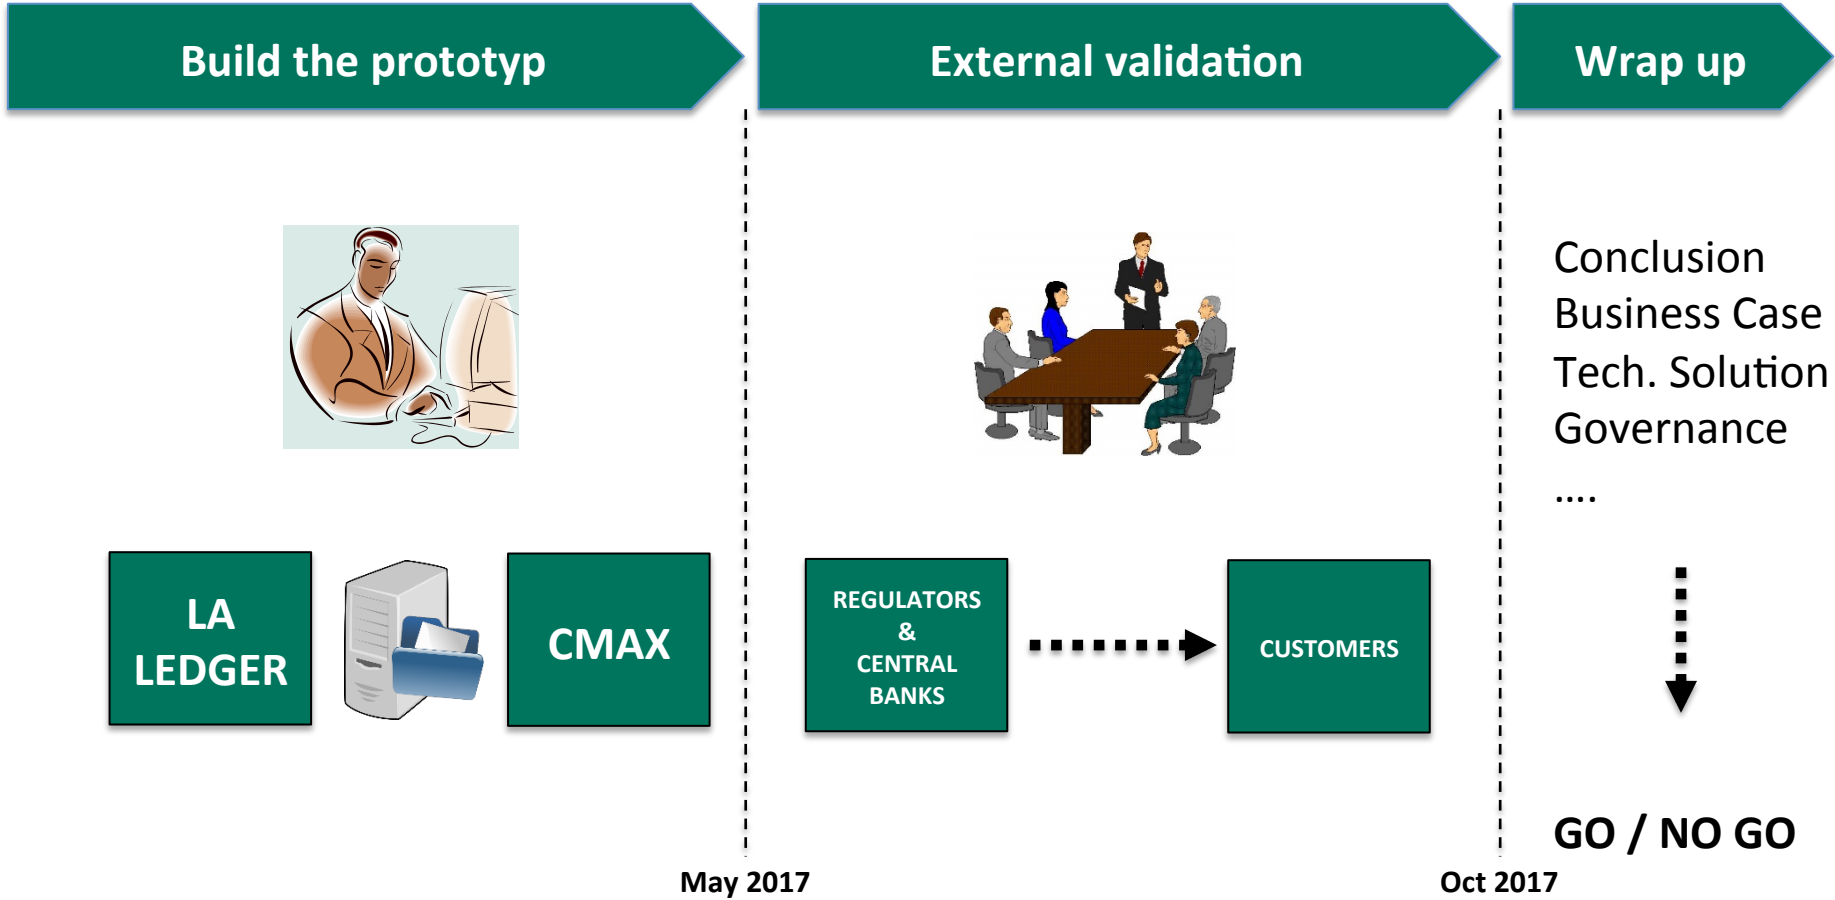 Build the prototyp
External validation
Wrap up
Conclusion
Business Case
Tech. Solution
Governance
....
LA
LEDGER
CMAX
REGULATORS
&
CENTRAL
BANKS
CUSTOMERS
GO / NO GO
May 2017
Oct 2017